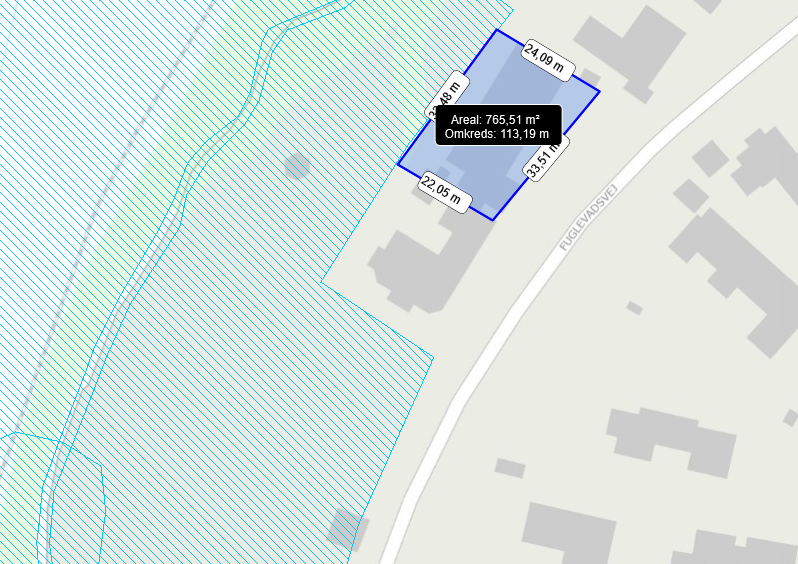 24,09 m
Areal: 765,51 m²
Omkreds: 113,19 m
33,51 m
22,05 m
FUGLEVADSVEJ